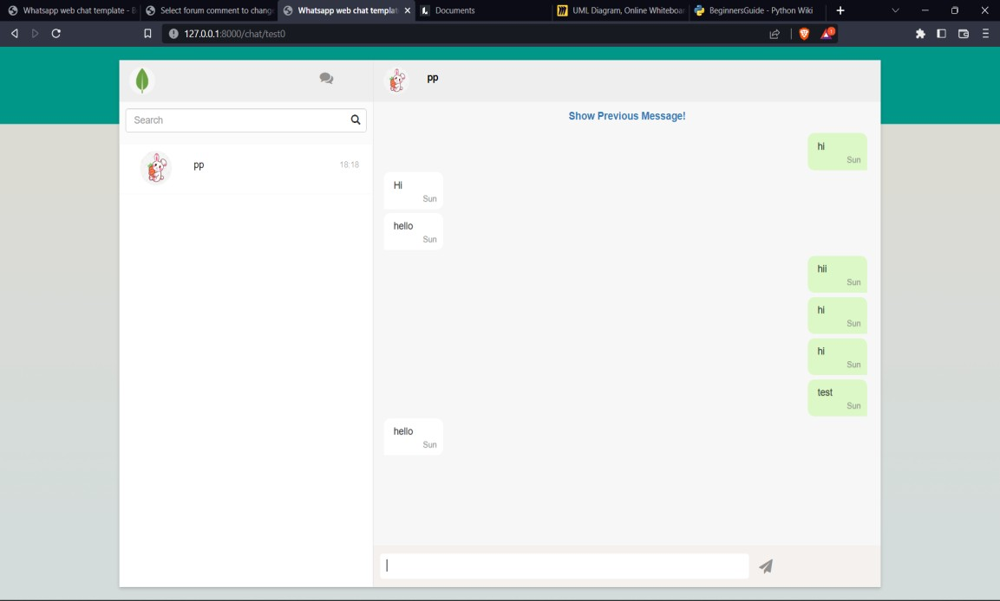 Whatsapp web chat template - B
Select forum comment to chang
Whatsapp web chat templat
Documents
UML Diagram, Online Whiteboar
BeginnersGuide - Python Wiki
127.0.0.1:8000/chat/test0
1
pp
Search
pp
18:18
Show Previous Message!
hi
Sun
Hi
Sun
hello
Sun
hii
Sun
hi
Sun
hi
Sun
test
Sun
hello
Sun